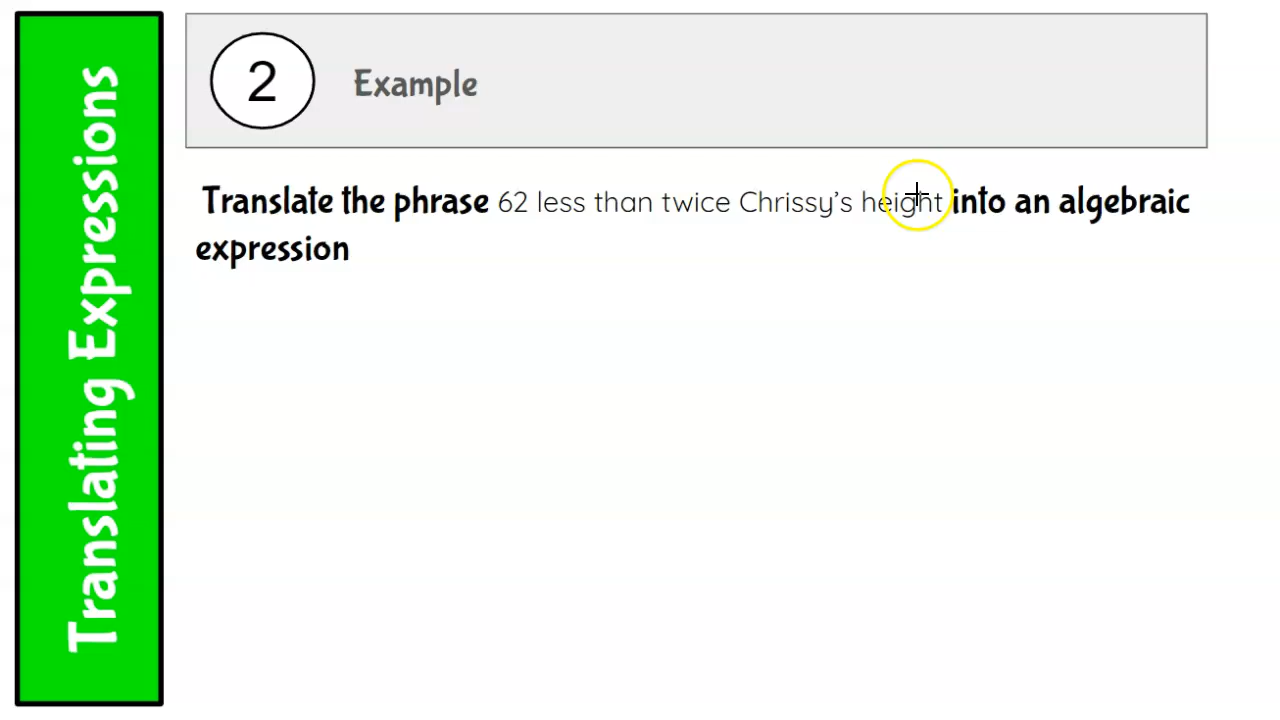 Translating Expressions
2 Example
Translate the phrase 62 less than twice Chrissy’s height into an algebraic
expression